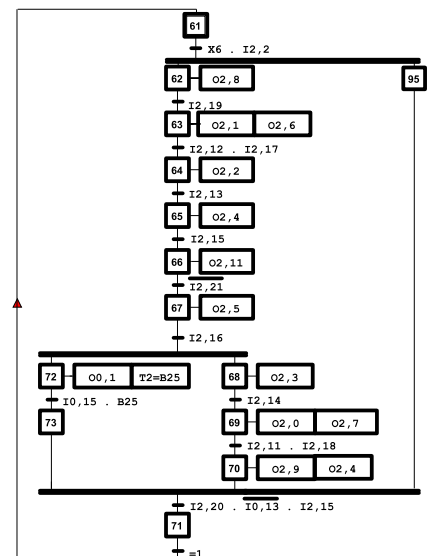 61
X6 . I2,2
62 O2,8 95
I2,19
63 O2,1 O2,6
I2,12 . I2,17
64 O2,2
I2,13
65 O2,4
I2,15
66 O2,11
I2,21
67 O2,5
I2,16
72 O0,1 T2=B25 68 O2,3
I0,15 . B25 I2,14
73 69 O2,0 O2,7
I2,11 . I2,18
70 O2,9 O2,4
I2,20 . I0,13 . I2,15
71
=1